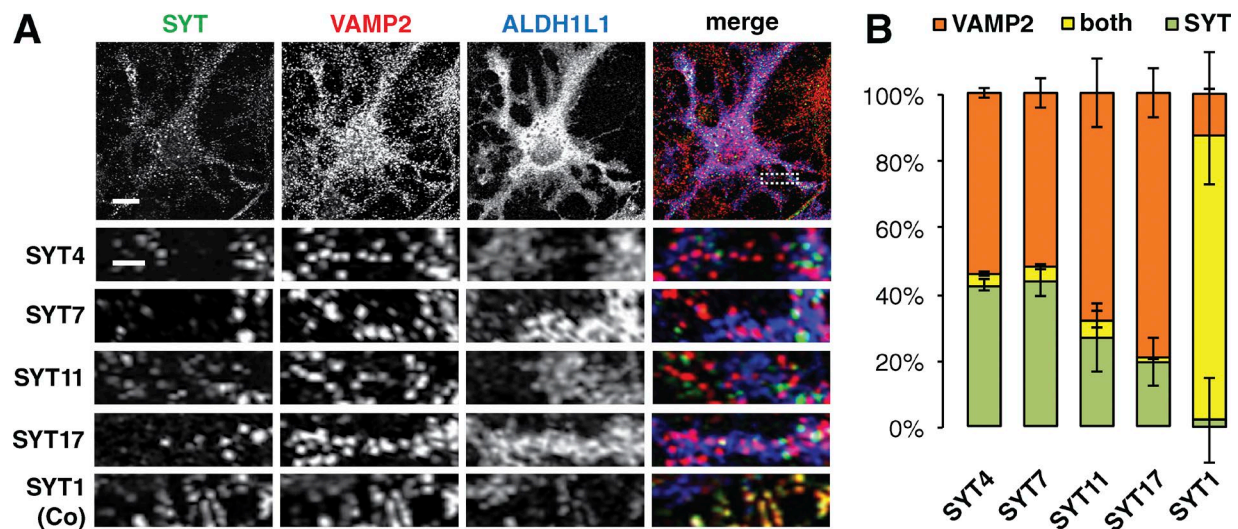 A
SYT VAMP2 ALDH1L1 merge
SYT4
SYT7
SYT11
SYT17
SYT1
(Co)
B
VAMP2 both SYT
100%
80%
60%
40%
20%
0%
SYT4 SYT7 SYT11 SYT17 SYT1